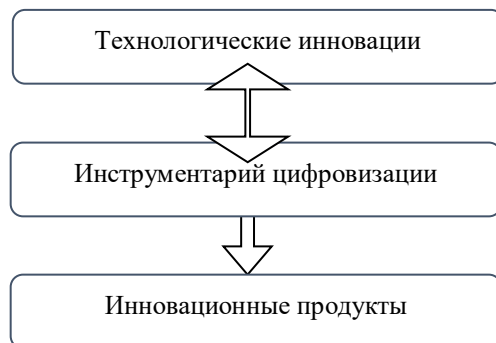 Технологические инновации
Инструментарий цифровизации
Инновационные продукты